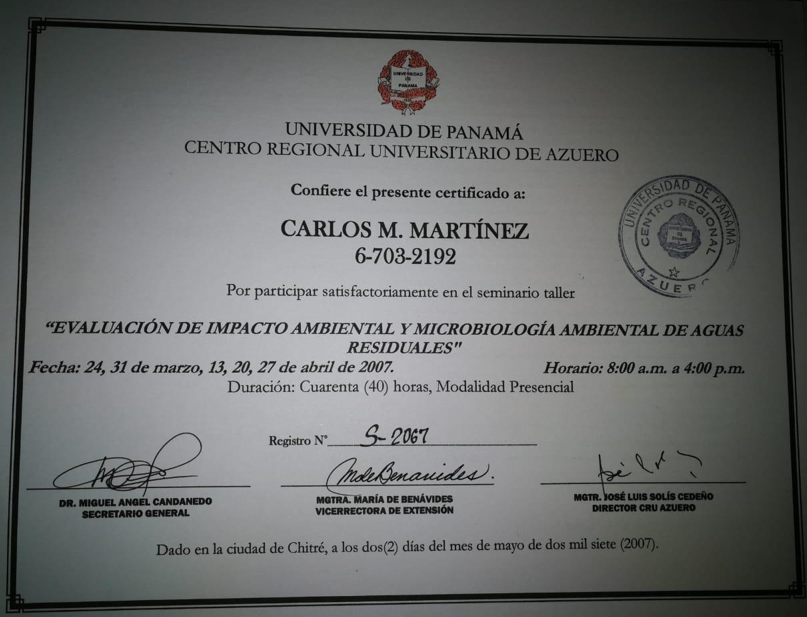 UNIVERSIDAD DE PANAMÁ
UNIVERSIDAD DE PANAMÁ
CENTRO REGIONAL UNIVERSITARIO DE AZUERO
Confiere el presente certificado a:
CARLOS M. MARTÍNEZ
6-703-2192
UNIVERSIDAD DE PANAMA
CENTRO REGIONAL
AZUERO
Por participar satisfactoriamente en el seminario taller
“EVALUACIÓN DE IMPACTO AMBIENTAL Y MICROBIOLOGÍA AMBIENTAL DE AGUAS
RESIDUALES"
Fecha: 24, 31 de marzo, 13, 20, 27 de abril de 2007. Horario: 8:00 a.m. a 4:00 p.m.
Duración: Cuarenta (40) horas, Modalidad Presencial
Registro N° S-2067
MdeBenavides.
DR. MIGUEL ANGEL CANDANEDO
SECRETARIO GENERAL
MGTRA. MARÍA DE BENÁVIDES
VICERRECTORA DE EXTENSIÓN
MGTR. JOSÉ LUIS SOLÍS CEDEÑO
DIRECTOR CRU AZUERO
Dado en la ciudad de Chitré, a los dos(2) días del mes de mayo de dos mil siete (2007).